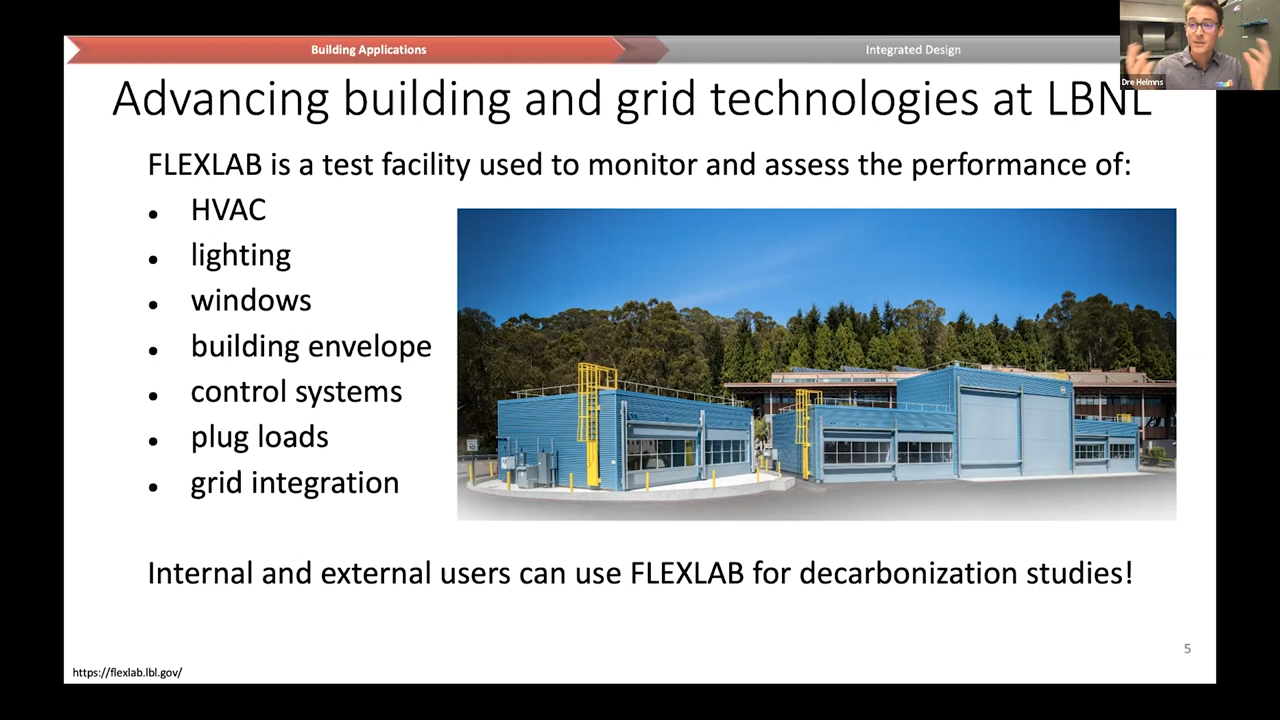 Building Applications
Integrated Design
Dre Helmns
Advancing building and grid technologies at LBNL
FLEXLAB is a test facility used to monitor and assess the performance of:
• HVAC
• lighting
• windows
• building envelope
• control systems
• plug loads
• grid integration
Internal and external users can use FLEXLAB for decarbonization studies!
5
https://flexlab.lbl.gov/